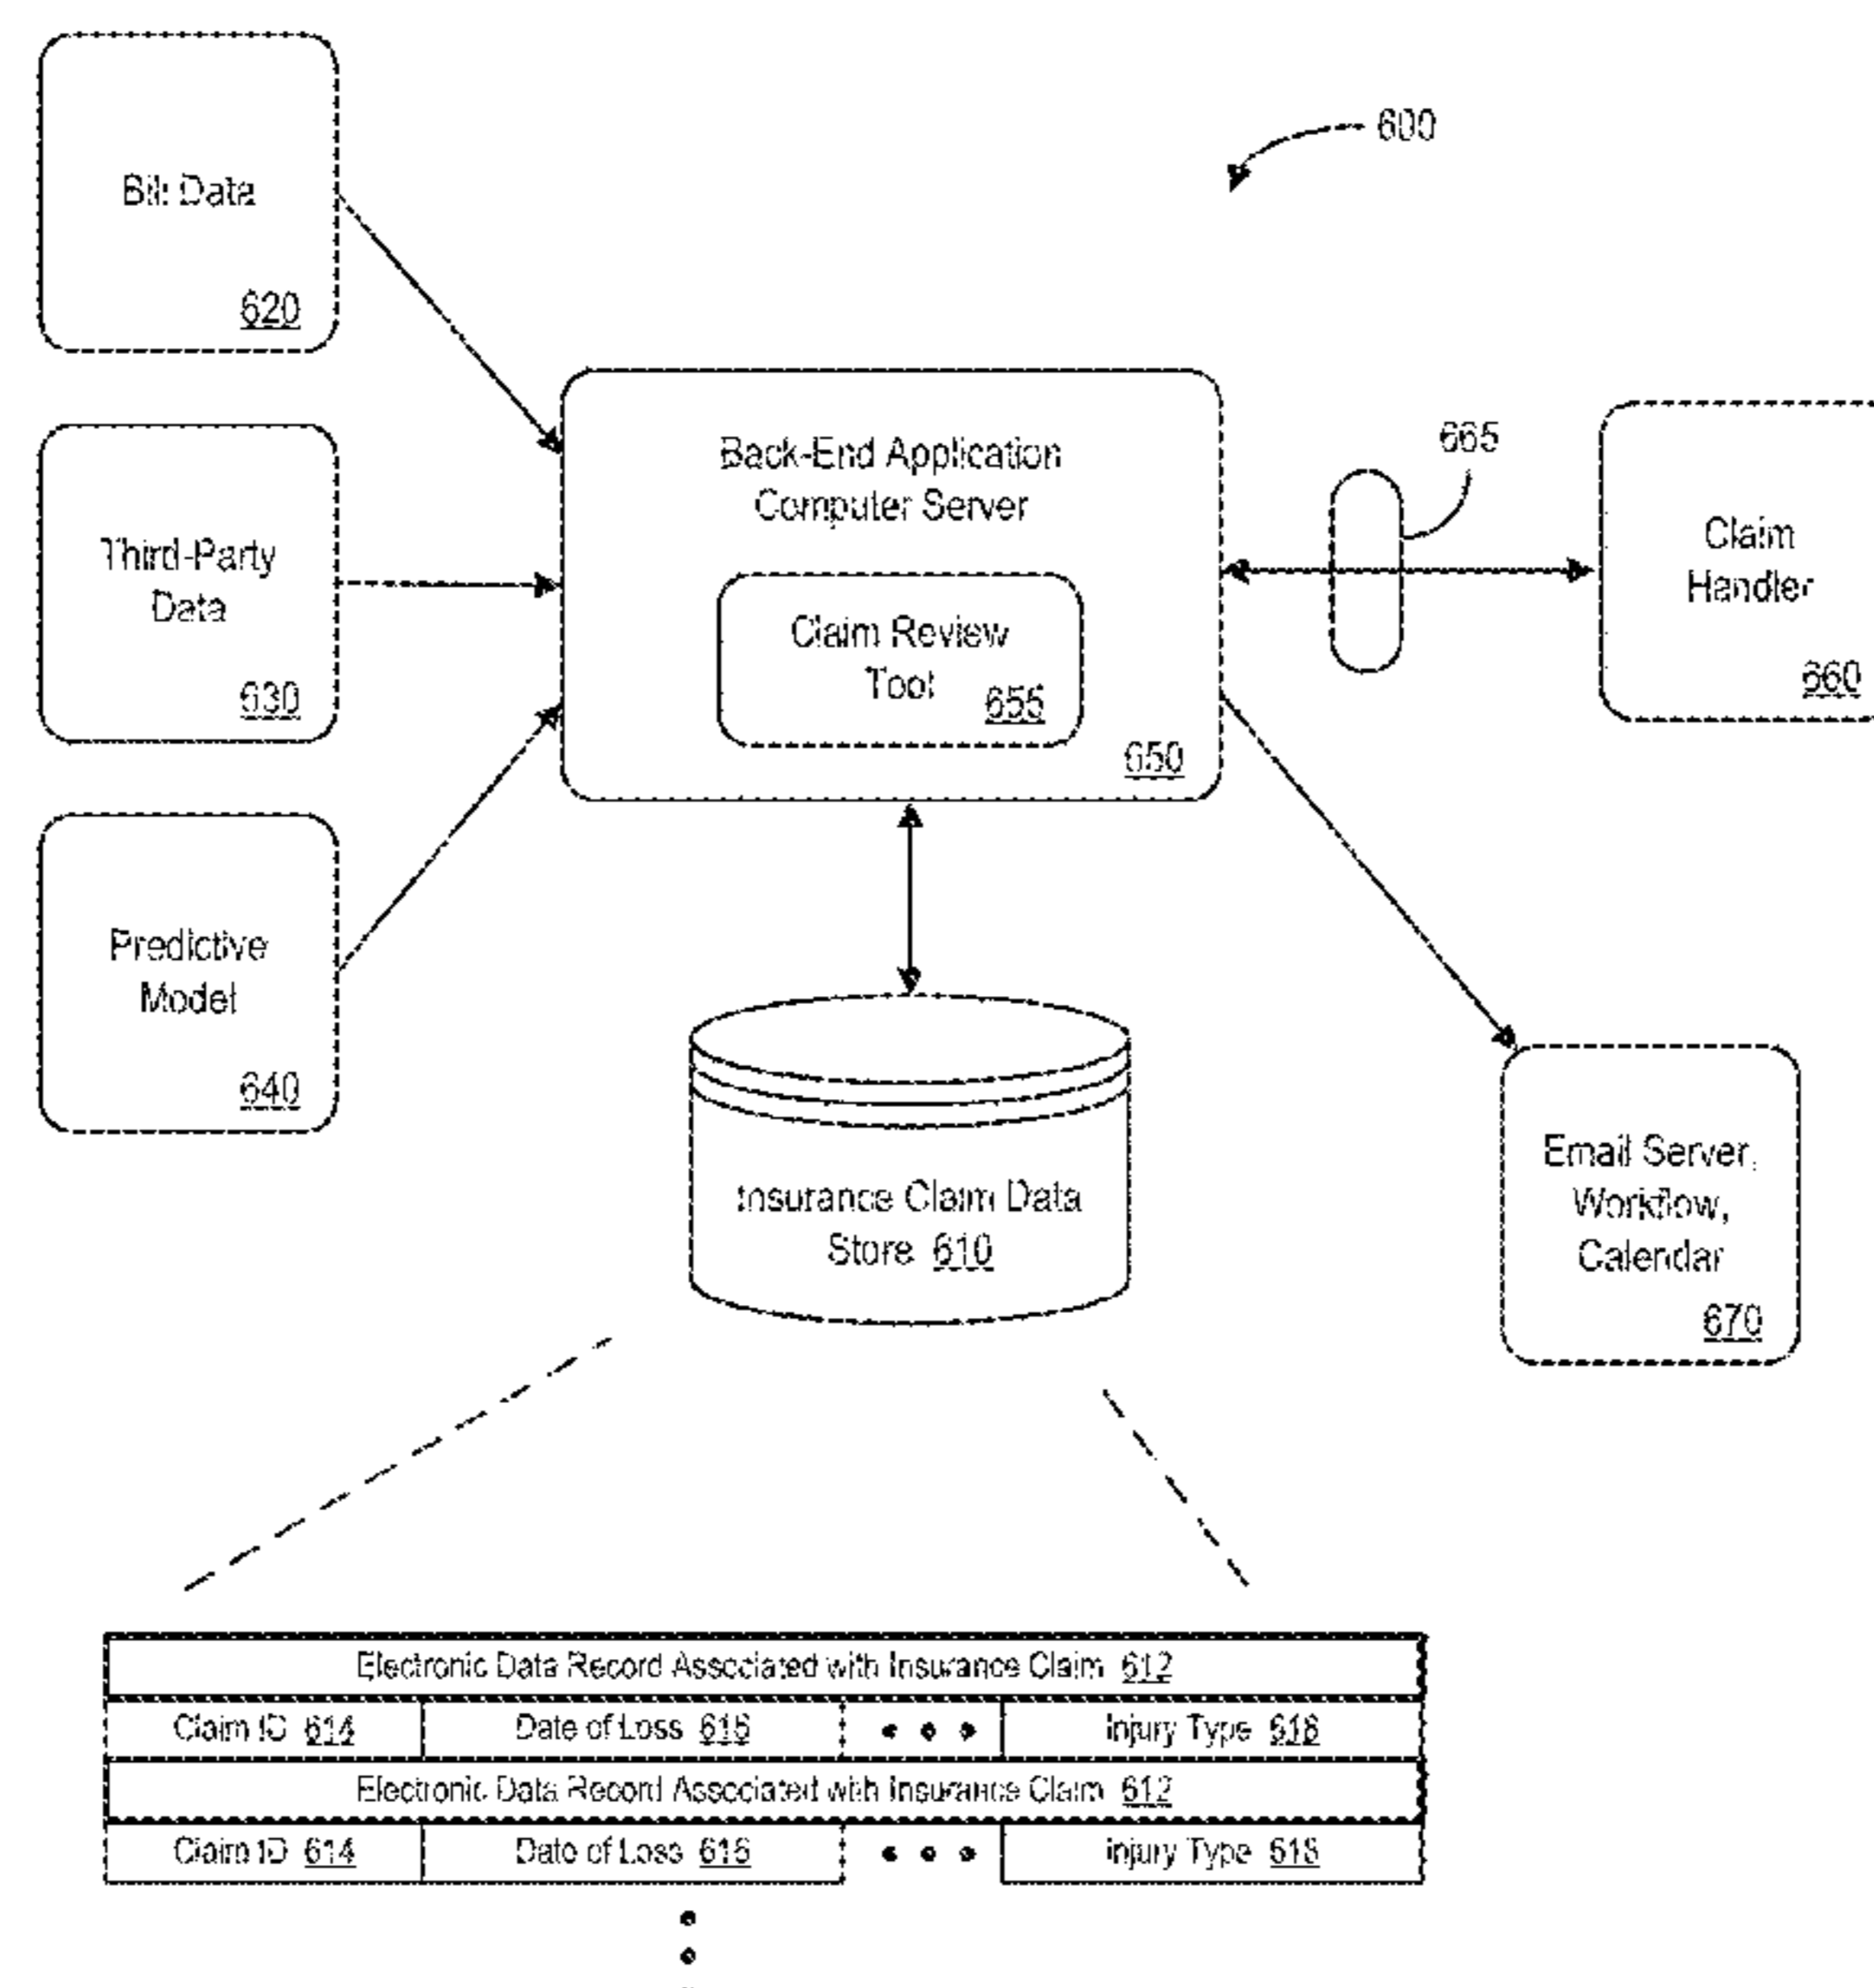 600
Bill Data
620
Third-Party
Data
630
Predictive
Model
640
Back-End Application
Computer Server
Claim Review
Tool
655
650
665
Claim
Handler
660
Insurance Claim Data
Store 610
Email Server,
Workflow,
Calendar
670
Electronic Data Record Associated with Insurance Claim 612
Claim ID 614
Date of Loss 616
Injury Type 618
Electronic Data Record Associated with Insurance Claim 612
Claim ID 614
Date of Loss 616
Injury Type 618